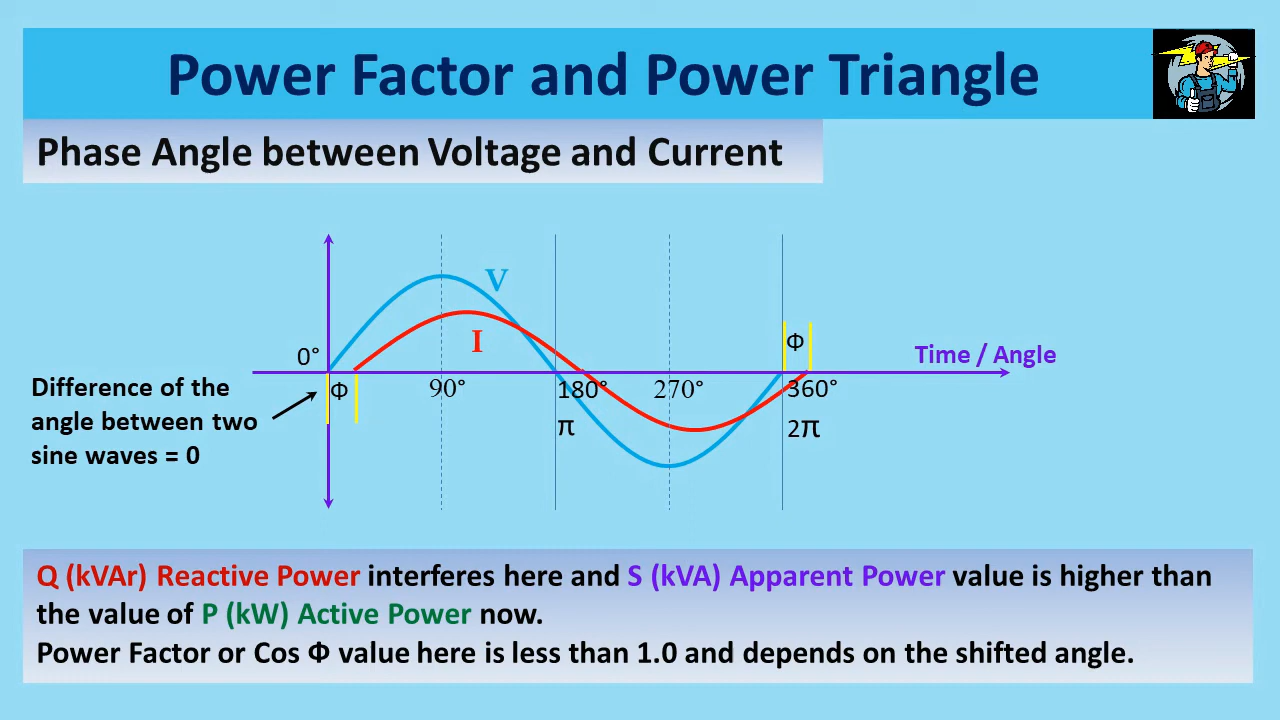 Power Factor and Power Triangle
Phase Angle between Voltage and Current
V
I
0°
Φ
Time / Angle
Difference of the
angle between two
sine waves = 0
Φ
90°
180°
270°
360°
π
2π
Q (kVAr) Reactive Power interferes here and S (kVA) Apparent Power value is higher than
the value of P (kW) Active Power now.
Power Factor or Cos Φ value here is less than 1.0 and depends on the shifted angle.